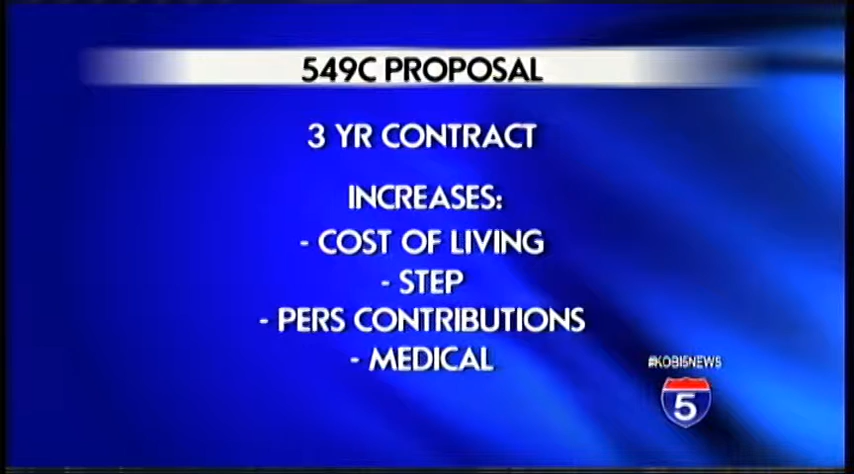 549C PROPOSAL
3 YR CONTRACT
INCREASES:
- COST OF LIVING
- STEP
- PERS CONTRIBUTIONS
- MEDICAL
#KOBI5NEWS
5